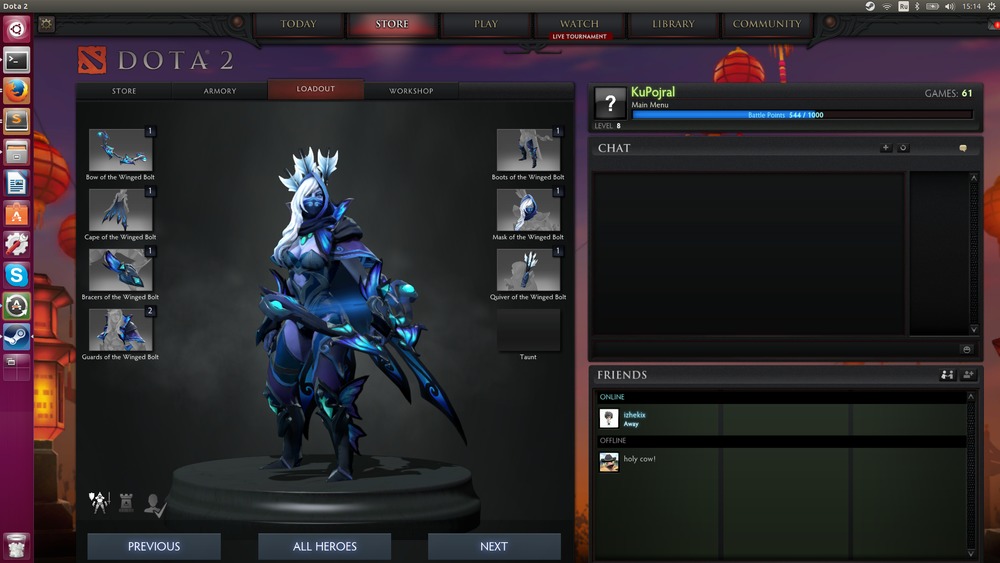 Dota 2
Ru
15:14
TODAY
STORE
PLAY
WATCH
LIVE TOURNAMENT
LIBRARY
COMMUNITY
DOTA 2
STORE
ARMORY
LOADOUT
WORKSHOP
1
Bow of the Winged Bolt
1
Cape of the Winged Bolt
1
Bracers of the Winged Bolt
2
Guards of the Winged Bolt
1
Boots of the Winged Bolt
1
Mask of the Winged Bolt
1
Quiver of the Winged Bolt
Taunt
PREVIOUS
ALL HEROES
NEXT
?
KuPojral
GAMES: 61
Main Menu
Battle Points 544 / 1000
LEVEL 8
CHAT
FRIENDS
ONLINE
izhekix
Away
OFFLINE
holy cow!